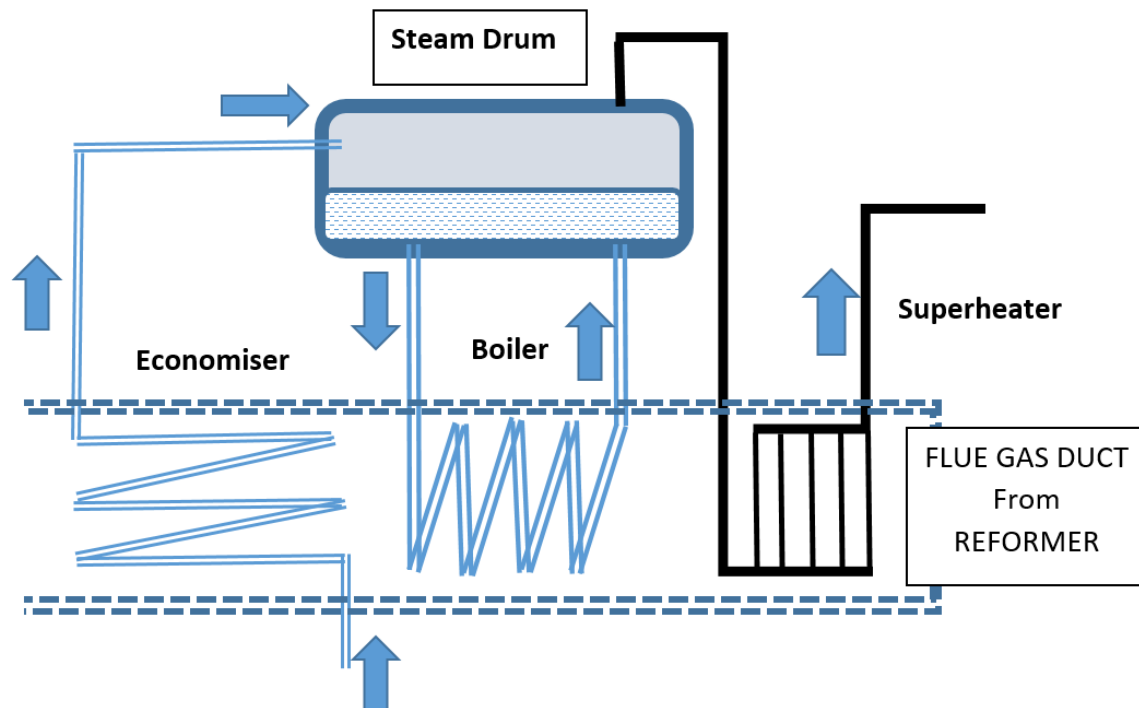 Steam Drum
Superheater
Economiser
Boiler
FLUE GAS DUCT
From
REFORMER